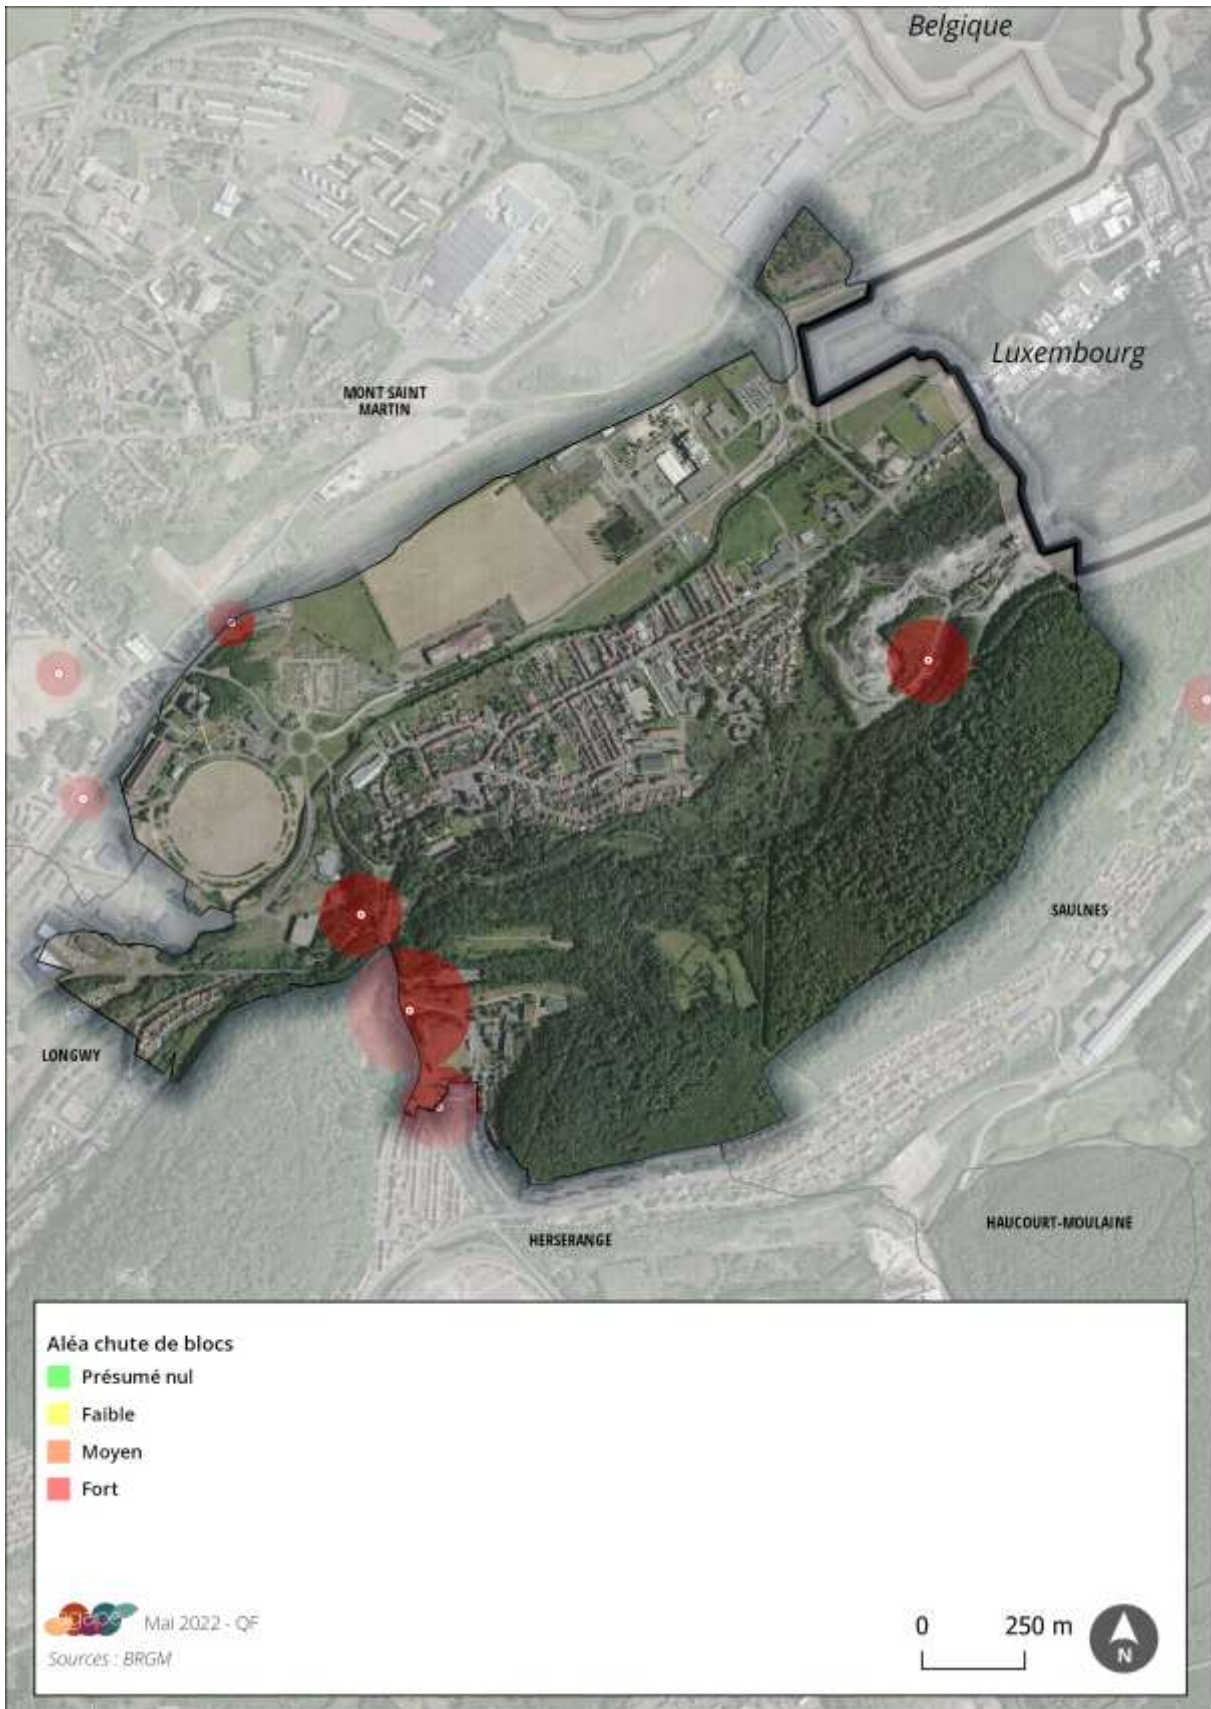 Belgique
Luxembourg
MONT SAINT
MARTIN
SAULNES
LONGWY
HAUCOURT-MOULAINE
HERSERANGE
Aléa chute de blocs
Présumé nul
Faible
Moyen
Fort
agape Mai 2022 - QF
Sources : BRGM
0 250 m
N